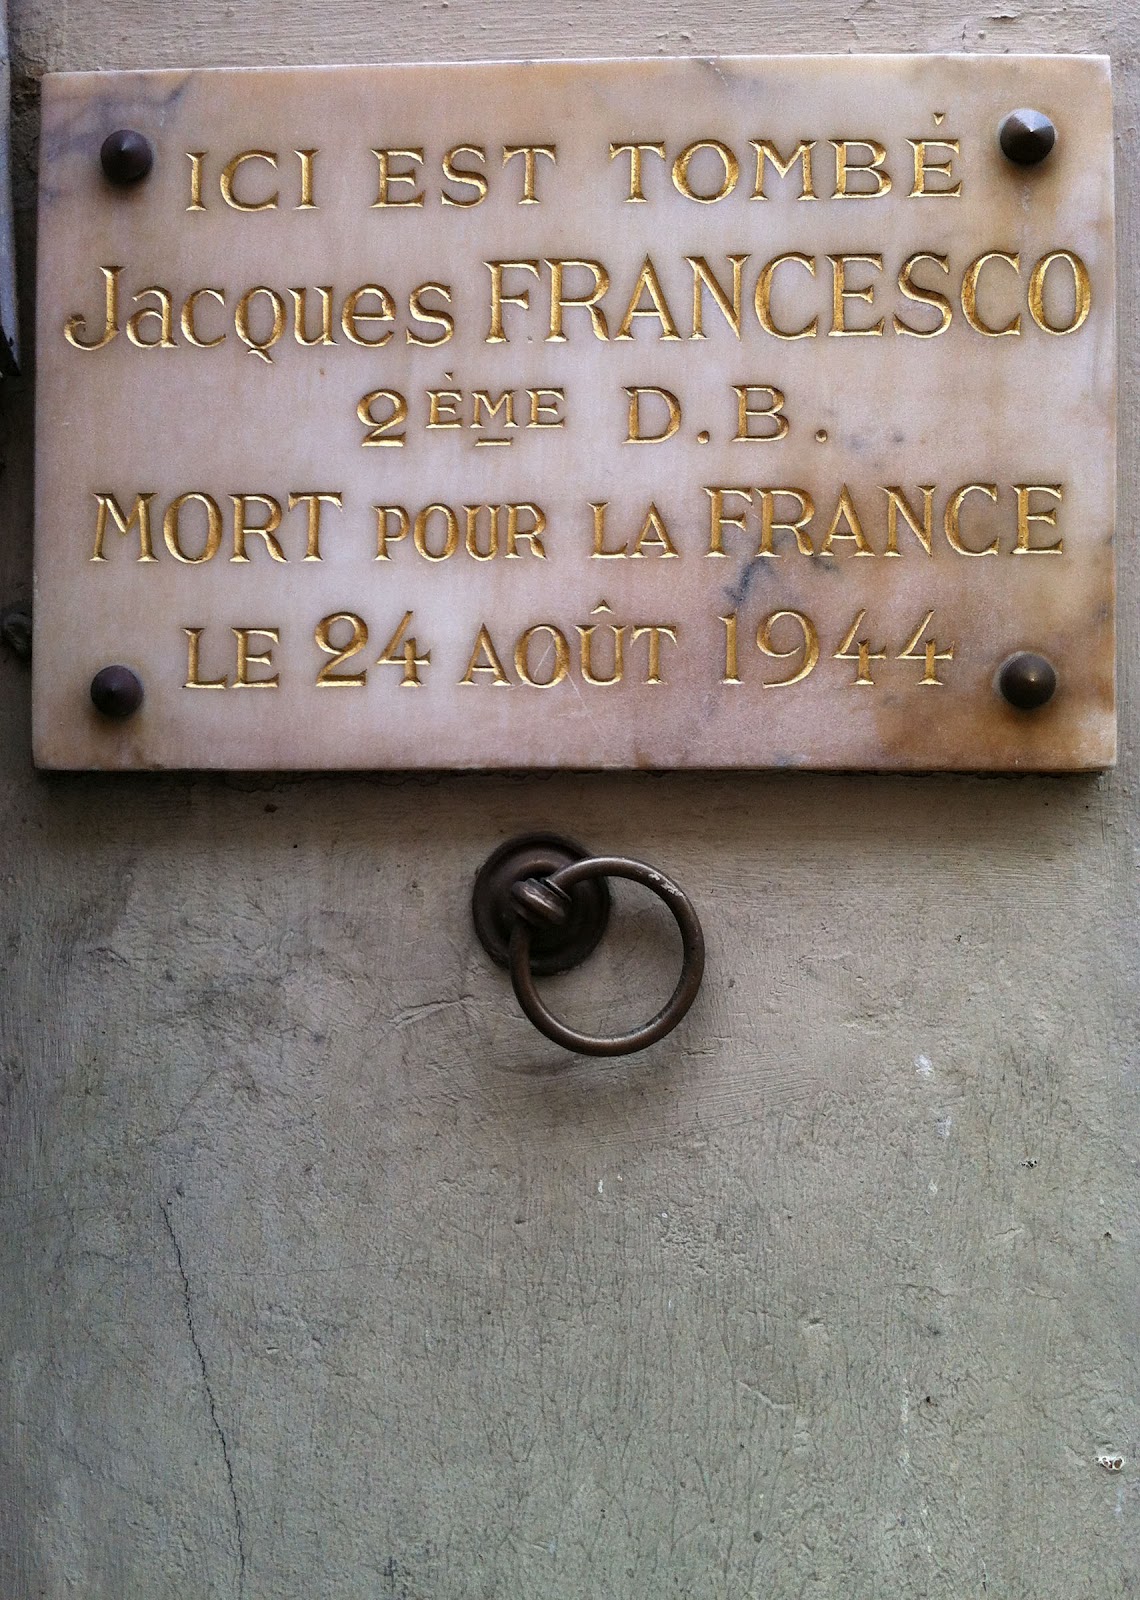 ICI EST TOMBÉ
Jacques FRANCESCO
2ÈME D.B.
MORT POUR LA FRANCE
LE 24 AOÛT 1944